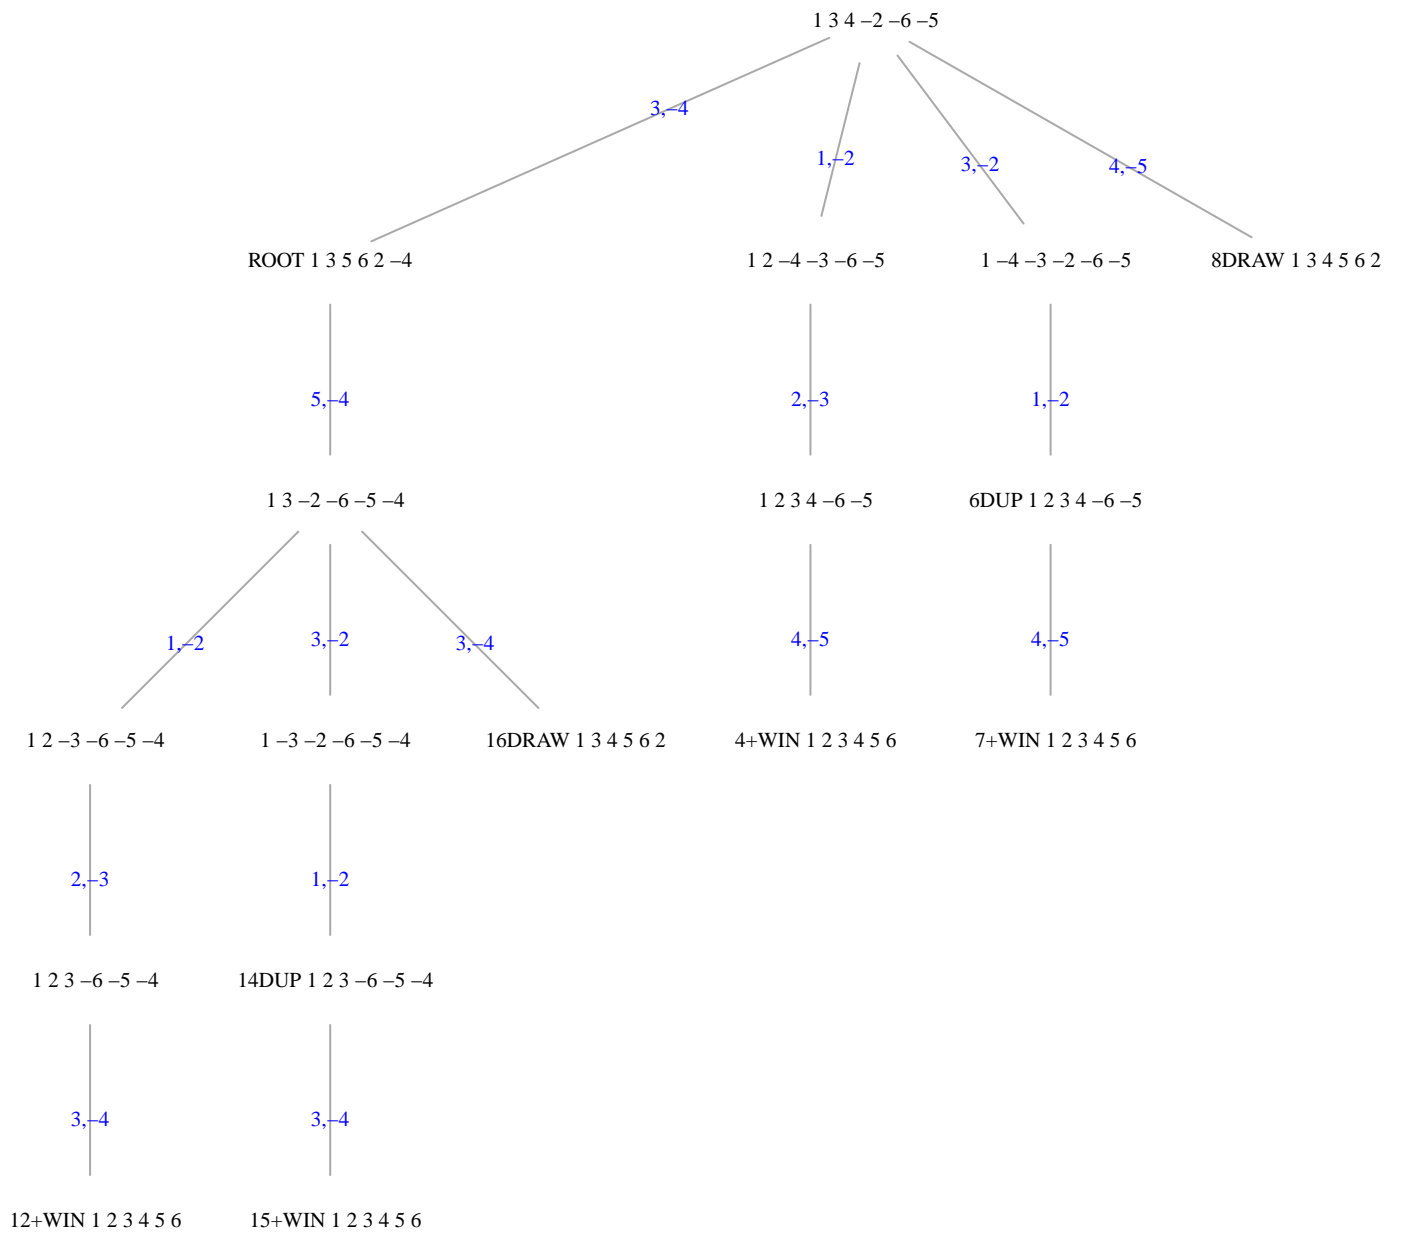 1 3 4 –2 –6 –5
3,–4
1,–2
3,–2
4,–5
ROOT 1 3 5 6 2 –4
1 2 –4 –3 –6 –5
1 –4 –3 –2 –6 –5
8DRAW 1 3 4 5 6 2
5,–4
2,–3
1,–2
1 3 –2 –6 –5 –4
1 2 3 4 –6 –5
6DUP 1 2 3 4 –6 –5
1,–2
3,–2
3,–4
4,–5
4,–5
1 2 –3 –6 –5 –4
1 –3 –2 –6 –5 –4
16DRAW 1 3 4 5 6 2
4+WIN 1 2 3 4 5 6
7+WIN 1 2 3 4 5 6
2,–3
1,–2
1 2 3 –6 –5 –4
14DUP 1 2 3 –6 –5 –4
3,–4
3,–4
12+WIN 1 2 3 4 5 6
15+WIN 1 2 3 4 5 6